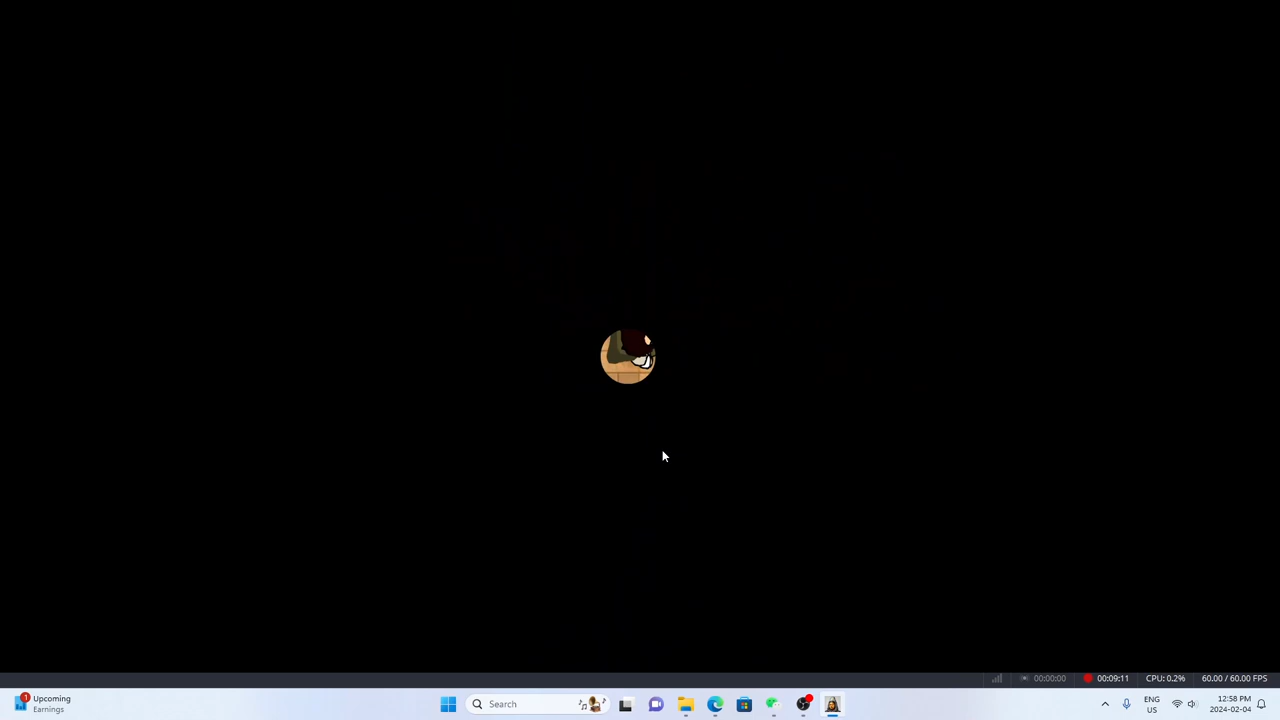 00:00:00 00:09:11 CPU: 0.2% 60.00 / 60.00 FPS
1 Upcoming
Earnings
Search
ENG
US
12:58 PM
2024-02-04